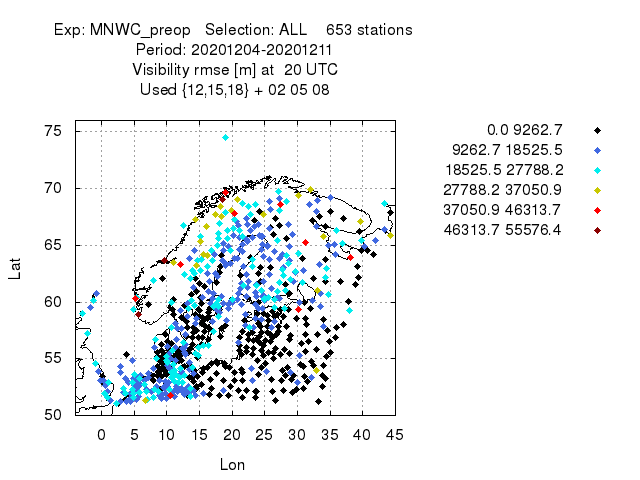 Exp: MNWC_preop Selection: ALL 653 stations
Period: 20201204-20201211
Visibility rmse [m] at 20 UTC
Used {12,15,18} + 02 05 08
0.0 9262.7
9262.7 18525.5
18525.5 27788.2
27788.2 37050.9
37050.9 46313.7
46313.7 55576.4
75
70
65
60
55
50
Lat
0 5 10 15 20 25 30 35 40 45
Lon